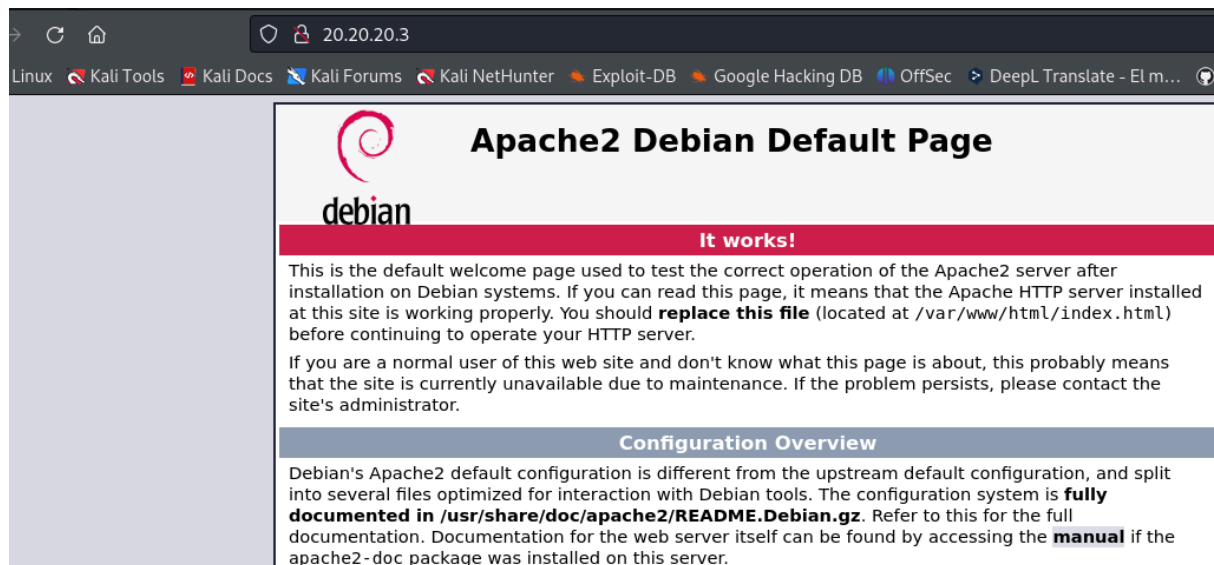 20.20.20.3
Linux Kali Tools Kali Docs Kali Forums Kali NetHunter Exploit-DB Google Hacking DB OffSec DeepL Translate - El m...
Apache2 Debian Default Page
debian
It works!
This is the default welcome page used to test the correct operation of the Apache2 server after
installation on Debian systems. If you can read this page, it means that the Apache HTTP server installed
at this site is working properly. You should replace this file (located at /var/www/html/index.html)
before continuing to operate your HTTP server.
If you are a normal user of this web site and don't know what this page is about, this probably means
that the site is currently unavailable due to maintenance. If the problem persists, please contact the
site's administrator.
Configuration Overview
Debian's Apache2 default configuration is different from the upstream default configuration, and split
into several files optimized for interaction with Debian tools. The configuration system is fully
documented in /usr/share/doc/apache2/README.Debian.gz. Refer to this for the full
documentation. Documentation for the web server itself can be found by accessing the manual if the
apache2-doc package was installed on this server.